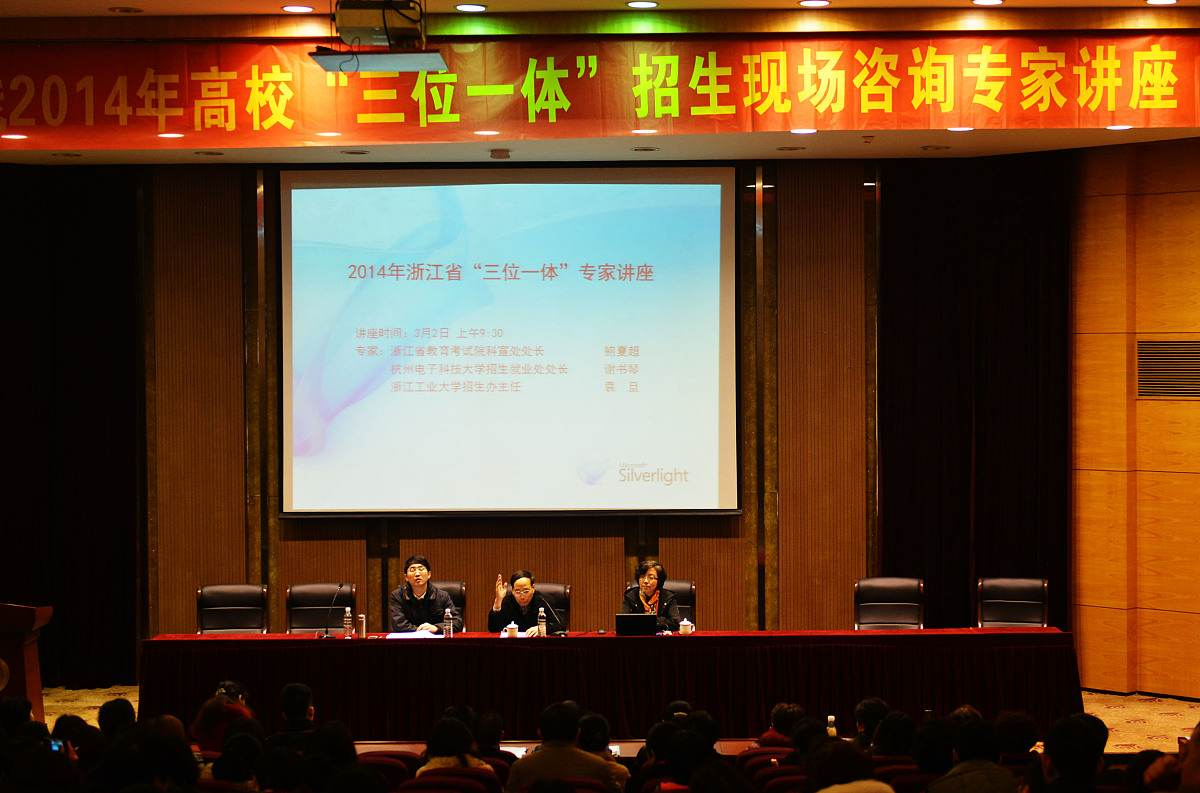 2014年高校“三位一体”招生现场咨询专家讲座
2014年浙江省“三位一体”专家讲座
讲座时间：3月2日 上午9:30
专家：浙江省教育考试院科宣处处长 鲍夏超
杭州电子科技大学招生就业处处长 谢书琴
浙江工业大学招生办主任 袁 旦
Microsoft
Silverlight